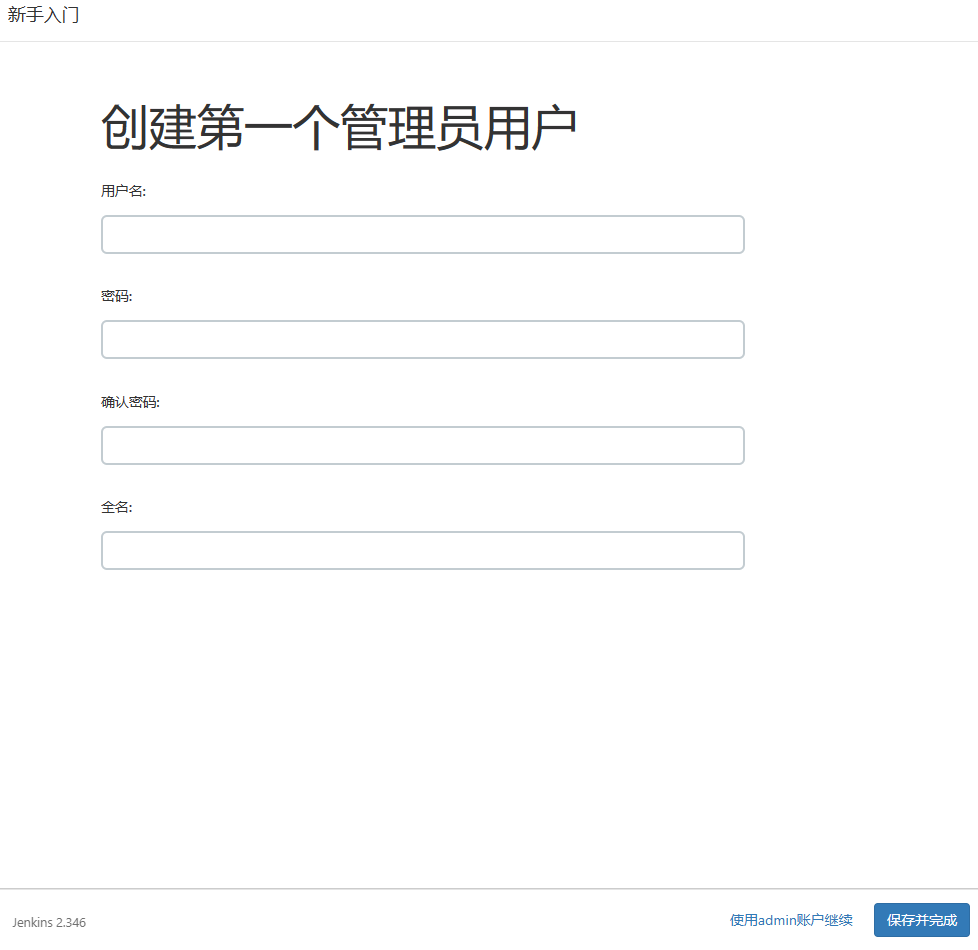 新手入门
创建第一个管理员用户
用户名:
密码:
确认密码:
全名:
Jenkins 2.346
使用admin账户继续
保存并完成